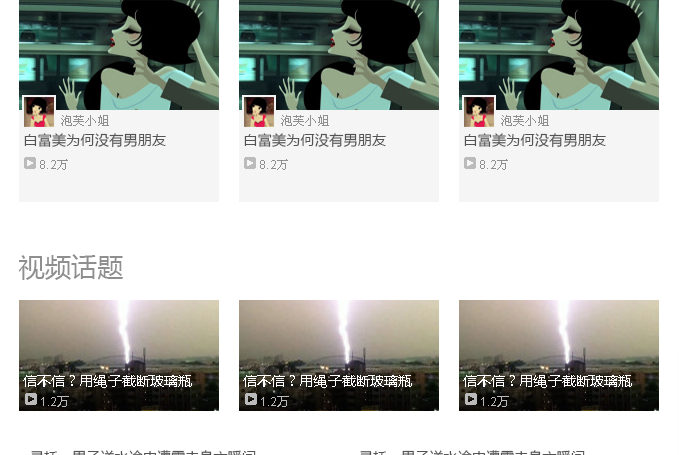 泡芙小姐 泡芙小姐 泡芙小姐
白富美为何没有男朋友 白富美为何没有男朋友 白富美为何没有男朋友
8.2万 8.2万 8.2万
视频话题
信不信？用绳子截断玻璃瓶 信不信？用绳子截断玻璃瓶 信不信？用绳子截断玻璃瓶
1.2万 1.2万 1.2万